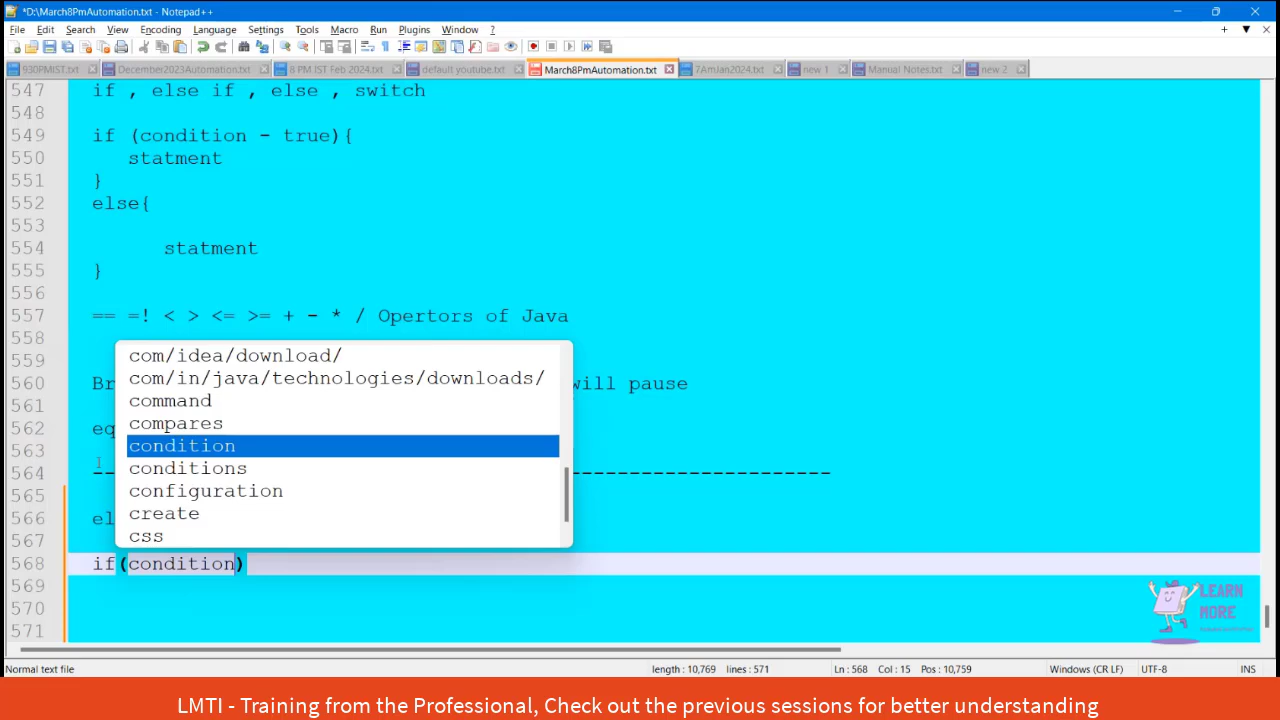 *D:\March8PmAutomation.txt - Notepad++
File Edit Search View Encoding Language Settings Tools Macro Run Plugins Window ?
930PMIST.txt December2023Automation.txt 8 PM IST Feb 2024.txt default youtube.txt March8PmAutomation.txt 7AmJan2024.txt new 1 Manual Notes.txt new 2
547 if , else if , else , switch
548
549 if (condition - true){
550 statment
551 }
552 else{
553
554 statment
555 }
556
557 == =! < > <= >= + - * / Opertors of Java
558
559
560 Br will pause
561
562 eq
563
564 --------------------------------------------------------------
565
566 el
567
568 if(condition)
569
570
571
com/idea/download/
com/in/java/technologies/downloads/
command
compares
condition
conditions
configuration
create
css
LEARN
MORE
Normal text file length : 10,769 lines : 571 Ln : 568 Col : 15 Pos : 10,759 Windows (CR LF) UTF-8 INS
LMTI - Training from the Professional, Check out the previous sessions for better understanding